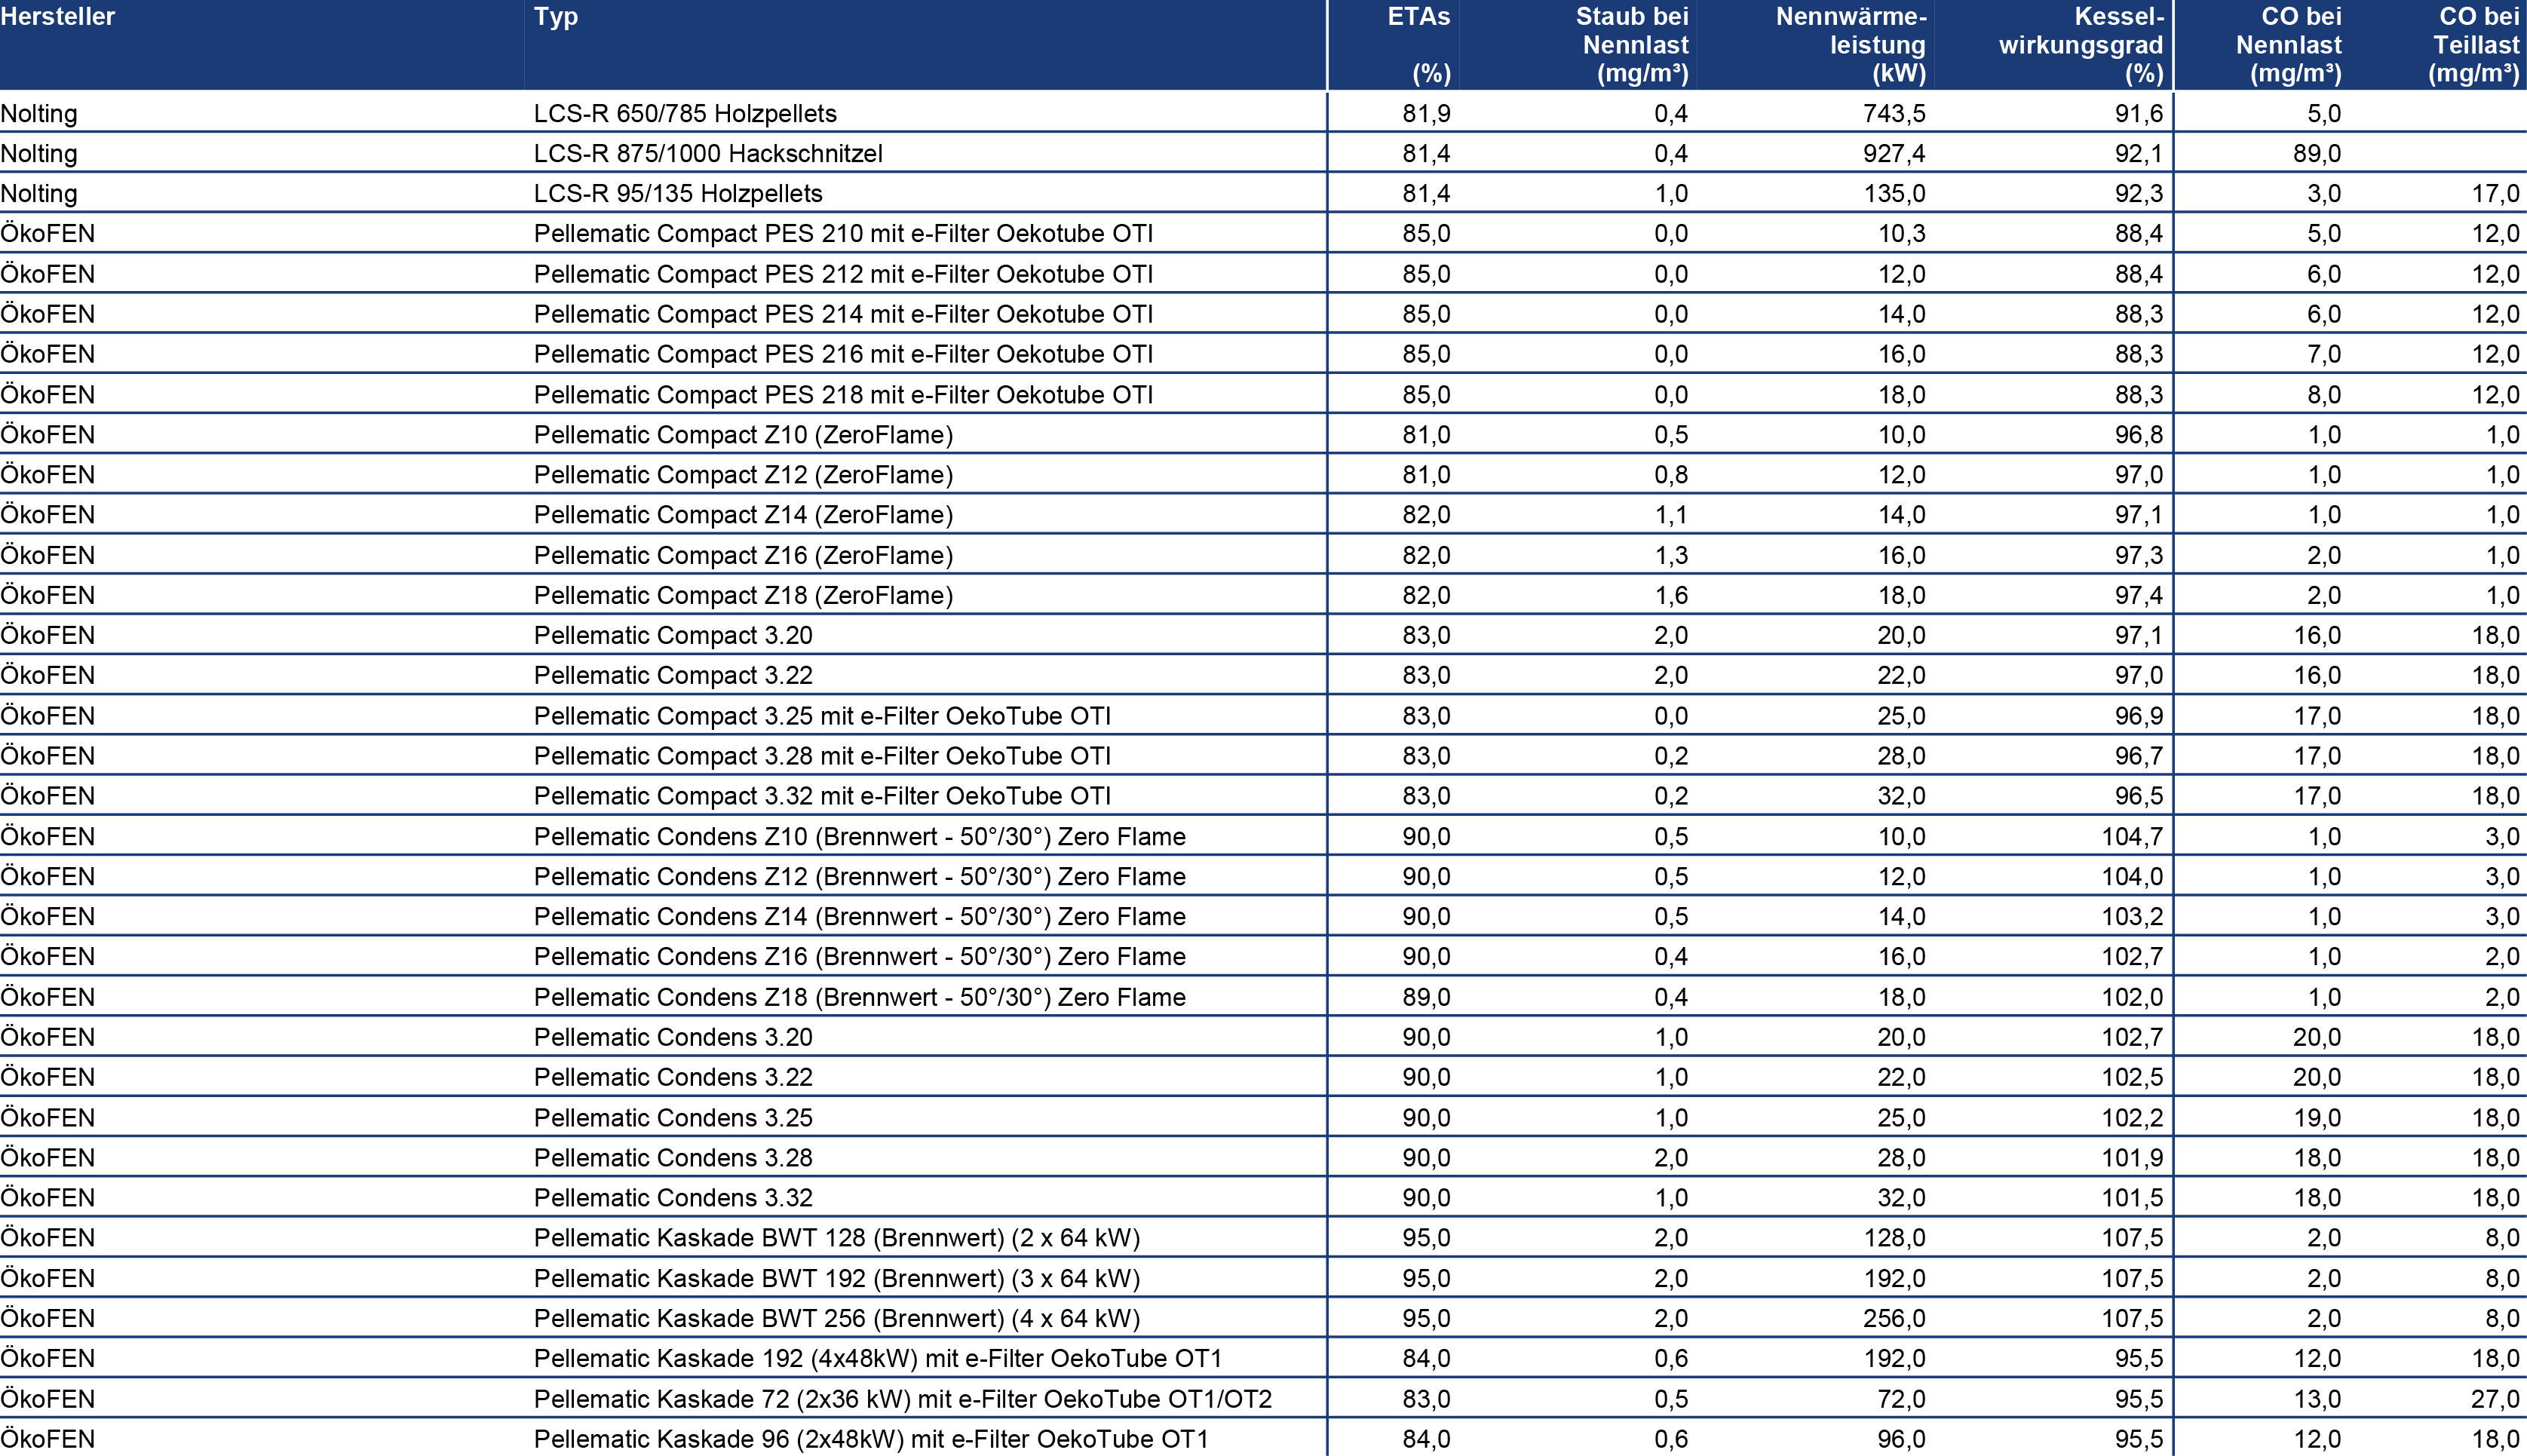 Hersteller Typ ETAs (%) Staub bei Nennlast (mg/m³) Nennwärme-leistung (kW) Kessel-wirkungsgrad (%) CO bei Nennlast (mg/m³) CO bei Teillast (mg/m³)
Nolting LCS-R 650/785 Holzpellets 81,9 0,4 743,5 91,6 5,0
Nolting LCS-R 875/1000 Hackschnitzel 81,4 0,4 927,4 92,1 89,0
Nolting LCS-R 95/135 Holzpellets 81,4 1,0 135,0 92,3 3,0 17,0
ÖkoFEN Pellematic Compact PES 210 mit e-Filter Oekotube OTI 85,0 0,0 10,3 88,4 5,0 12,0
ÖkoFEN Pellematic Compact PES 212 mit e-Filter Oekotube OTI 85,0 0,0 12,0 88,4 6,0 12,0
ÖkoFEN Pellematic Compact PES 214 mit e-Filter Oekotube OTI 85,0 0,0 14,0 88,3 6,0 12,0
ÖkoFEN Pellematic Compact PES 216 mit e-Filter Oekotube OTI 85,0 0,0 16,0 88,3 7,0 12,0
ÖkoFEN Pellematic Compact PES 218 mit e-Filter Oekotube OTI 85,0 0,0 18,0 88,3 8,0 12,0
ÖkoFEN Pellematic Compact Z10 (ZeroFlame) 81,0 0,5 10,0 96,8 1,0 1,0
ÖkoFEN Pellematic Compact Z12 (ZeroFlame) 81,0 0,8 12,0 97,0 1,0 1,0
ÖkoFEN Pellematic Compact Z14 (ZeroFlame) 82,0 1,1 14,0 97,1 1,0 1,0
ÖkoFEN Pellematic Compact Z16 (ZeroFlame) 82,0 1,3 16,0 97,3 2,0 1,0
ÖkoFEN Pellematic Compact Z18 (ZeroFlame) 82,0 1,6 18,0 97,4 2,0 1,0
ÖkoFEN Pellematic Compact 3.20 83,0 2,0 20,0 97,1 16,0 18,0
ÖkoFEN Pellematic Compact 3.22 83,0 2,0 22,0 97,0 16,0 18,0
ÖkoFEN Pellematic Compact 3.25 mit e-Filter OekoTube OTI 83,0 0,0 25,0 96,9 17,0 18,0
ÖkoFEN Pellematic Compact 3.28 mit e-Filter OekoTube OTI 83,0 0,2 28,0 96,7 17,0 18,0
ÖkoFEN Pellematic Compact 3.32 mit e-Filter OekoTube OTI 83,0 0,2 32,0 96,5 17,0 18,0
ÖkoFEN Pellematic Condens Z10 (Brennwert - 50°/30°) Zero Flame 90,0 0,5 10,0 104,7 1,0 3,0
ÖkoFEN Pellematic Condens Z12 (Brennwert - 50°/30°) Zero Flame 90,0 0,5 12,0 104,0 1,0 3,0
ÖkoFEN Pellematic Condens Z14 (Brennwert - 50°/30°) Zero Flame 90,0 0,5 14,0 103,2 1,0 3,0
ÖkoFEN Pellematic Condens Z16 (Brennwert - 50°/30°) Zero Flame 90,0 0,4 16,0 102,7 1,0 2,0
ÖkoFEN Pellematic Condens Z18 (Brennwert - 50°/30°) Zero Flame 89,0 0,4 18,0 102,0 1,0 2,0
ÖkoFEN Pellematic Condens 3.20 90,0 1,0 20,0 102,7 20,0 18,0
ÖkoFEN Pellematic Condens 3.22 90,0 1,0 22,0 102,5 20,0 18,0
ÖkoFEN Pellematic Condens 3.25 90,0 1,0 25,0 102,2 19,0 18,0
ÖkoFEN Pellematic Condens 3.28 90,0 2,0 28,0 101,9 18,0 18,0
ÖkoFEN Pellematic Condens 3.32 90,0 1,0 32,0 101,5 18,0 18,0
ÖkoFEN Pellematic Kaskade BWT 128 (Brennwert) (2 x 64 kW) 95,0 2,0 128,0 107,5 2,0 8,0
ÖkoFEN Pellematic Kaskade BWT 192 (Brennwert) (3 x 64 kW) 95,0 2,0 192,0 107,5 2,0 8,0
ÖkoFEN Pellematic Kaskade BWT 256 (Brennwert) (4 x 64 kW) 95,0 2,0 256,0 107,5 2,0 8,0
ÖkoFEN Pellematic Kaskade 192 (4x48kW) mit e-Filter OekoTube OT1 84,0 0,6 192,0 95,5 12,0 18,0
ÖkoFEN Pellematic Kaskade 72 (2x36 kW) mit e-Filter OekoTube OT1/OT2 83,0 0,5 72,0 95,5 13,0 27,0
ÖkoFEN Pellematic Kaskade 96 (2x48kW) mit e-Filter OekoTube OT1 84,0 0,6 96,0 95,5 12,0 18,0